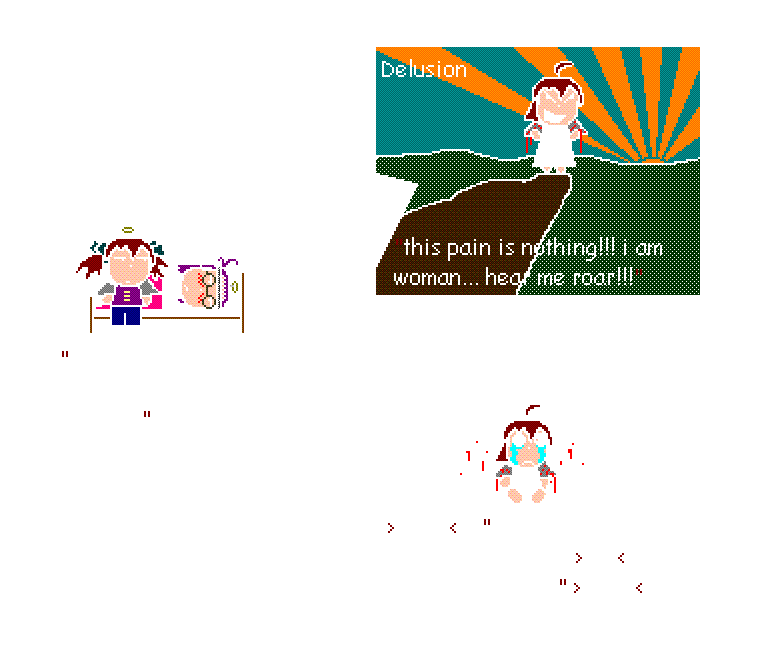 Delusion
"this pain is nothing!!! i am
woman... hear me roar!!!"
"
"
> < "
> <
" > <